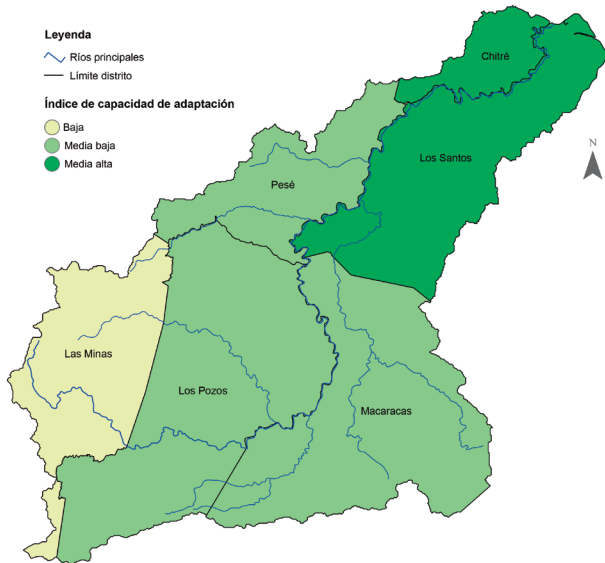 Leyenda
Ríos principales
Límite distrito
Índice de capacidad de adaptación
Baja
Media baja
Media alta
Chitré
Los Santos
N
Pesé
Las Minas
Los Pozos
Macaracas